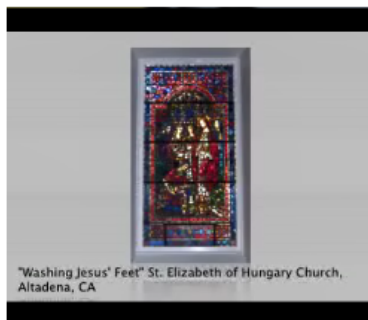 "Washing Jesus' Feet" St. Elizabeth of Hungary Church,
Altadena, CA